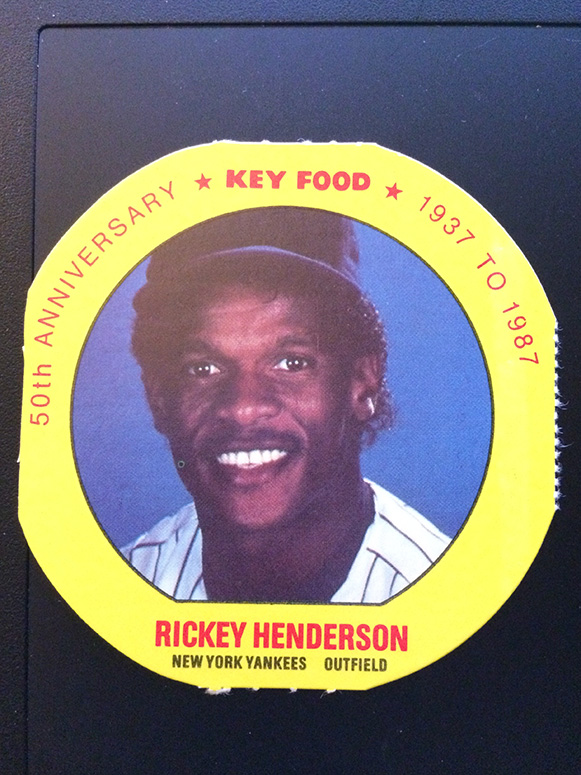 50th ANNIVERSARY ★ KEY FOOD ★ 1937 TO 1987
RICKEY HENDERSON
NEW YORK YANKEES OUTFIELD